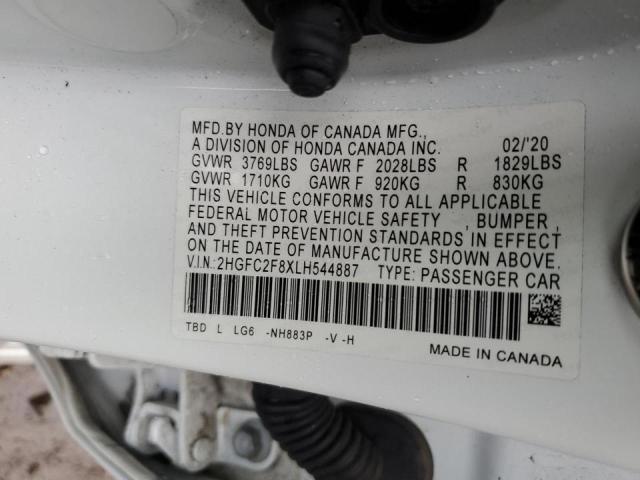 MFD.BY HONDA OF CANADA MFG.,
A DIVISION OF HONDA CANADA INC. 02/'20
GVWR 3769LBS GAWR F 2028LBS R 1829LBS
GVWR 1710KG GAWR F 920KG R 830KG
THIS VEHICLE CONFORMS TO ALL APPLICABLE
FEDERAL MOTOR VEHICLE SAFETY , BUMPER ,
AND THEFT PREVENTION STANDARDS IN EFFECT
ON THE DATE OF MANUFACTURE SHOWN ABOVE.
V.I.N.: 2HGFC2F8XLH544887 TYPE: PASSENGER CAR
TBD L LG6 -NH883P -V -H
MADE IN CANADA